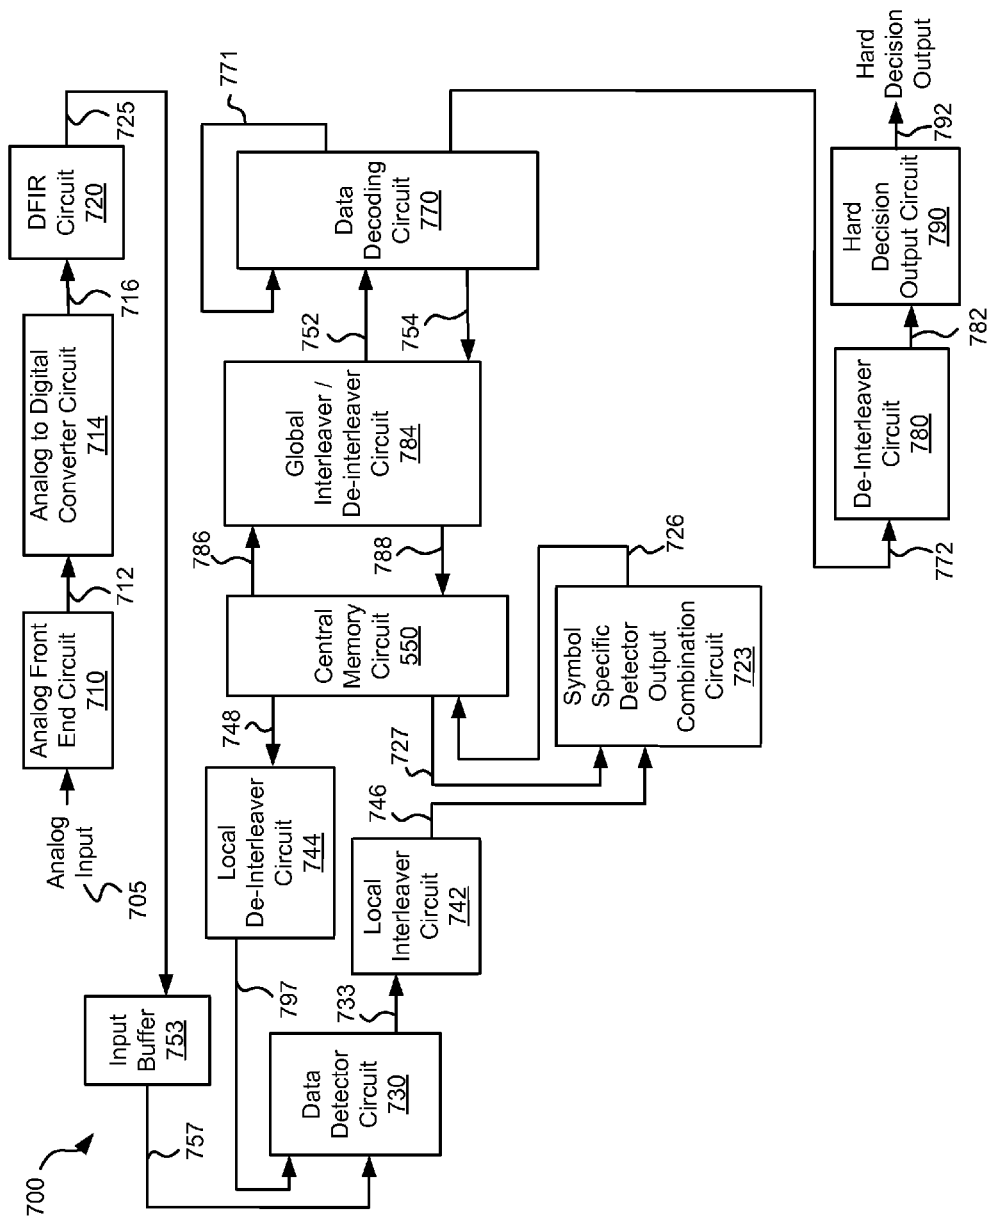 700
Analog
Input
705
Analog Front
End Circuit
710
712
Analog to Digital
Converter Circuit
714
716
DFIR
Circuit
720
725
Input
Buffer
753
757
Data
Detector
Circuit
730
733
797
Local
De-Interleaver
Circuit
744
Local
Interleaver
Circuit
742
746
748
727
Central
Memory
Circuit
550
786
788
726
Symbol
Specific
Detector
Output
Combination
Circuit
723
Global
Interleaver /
De-interleaver
Circuit
784
752
754
Data
Decoding
Circuit
770
771
772
De-Interleaver
Circuit
780
782
Hard
Decision
Output Circuit
790
792
Hard
Decision
Output